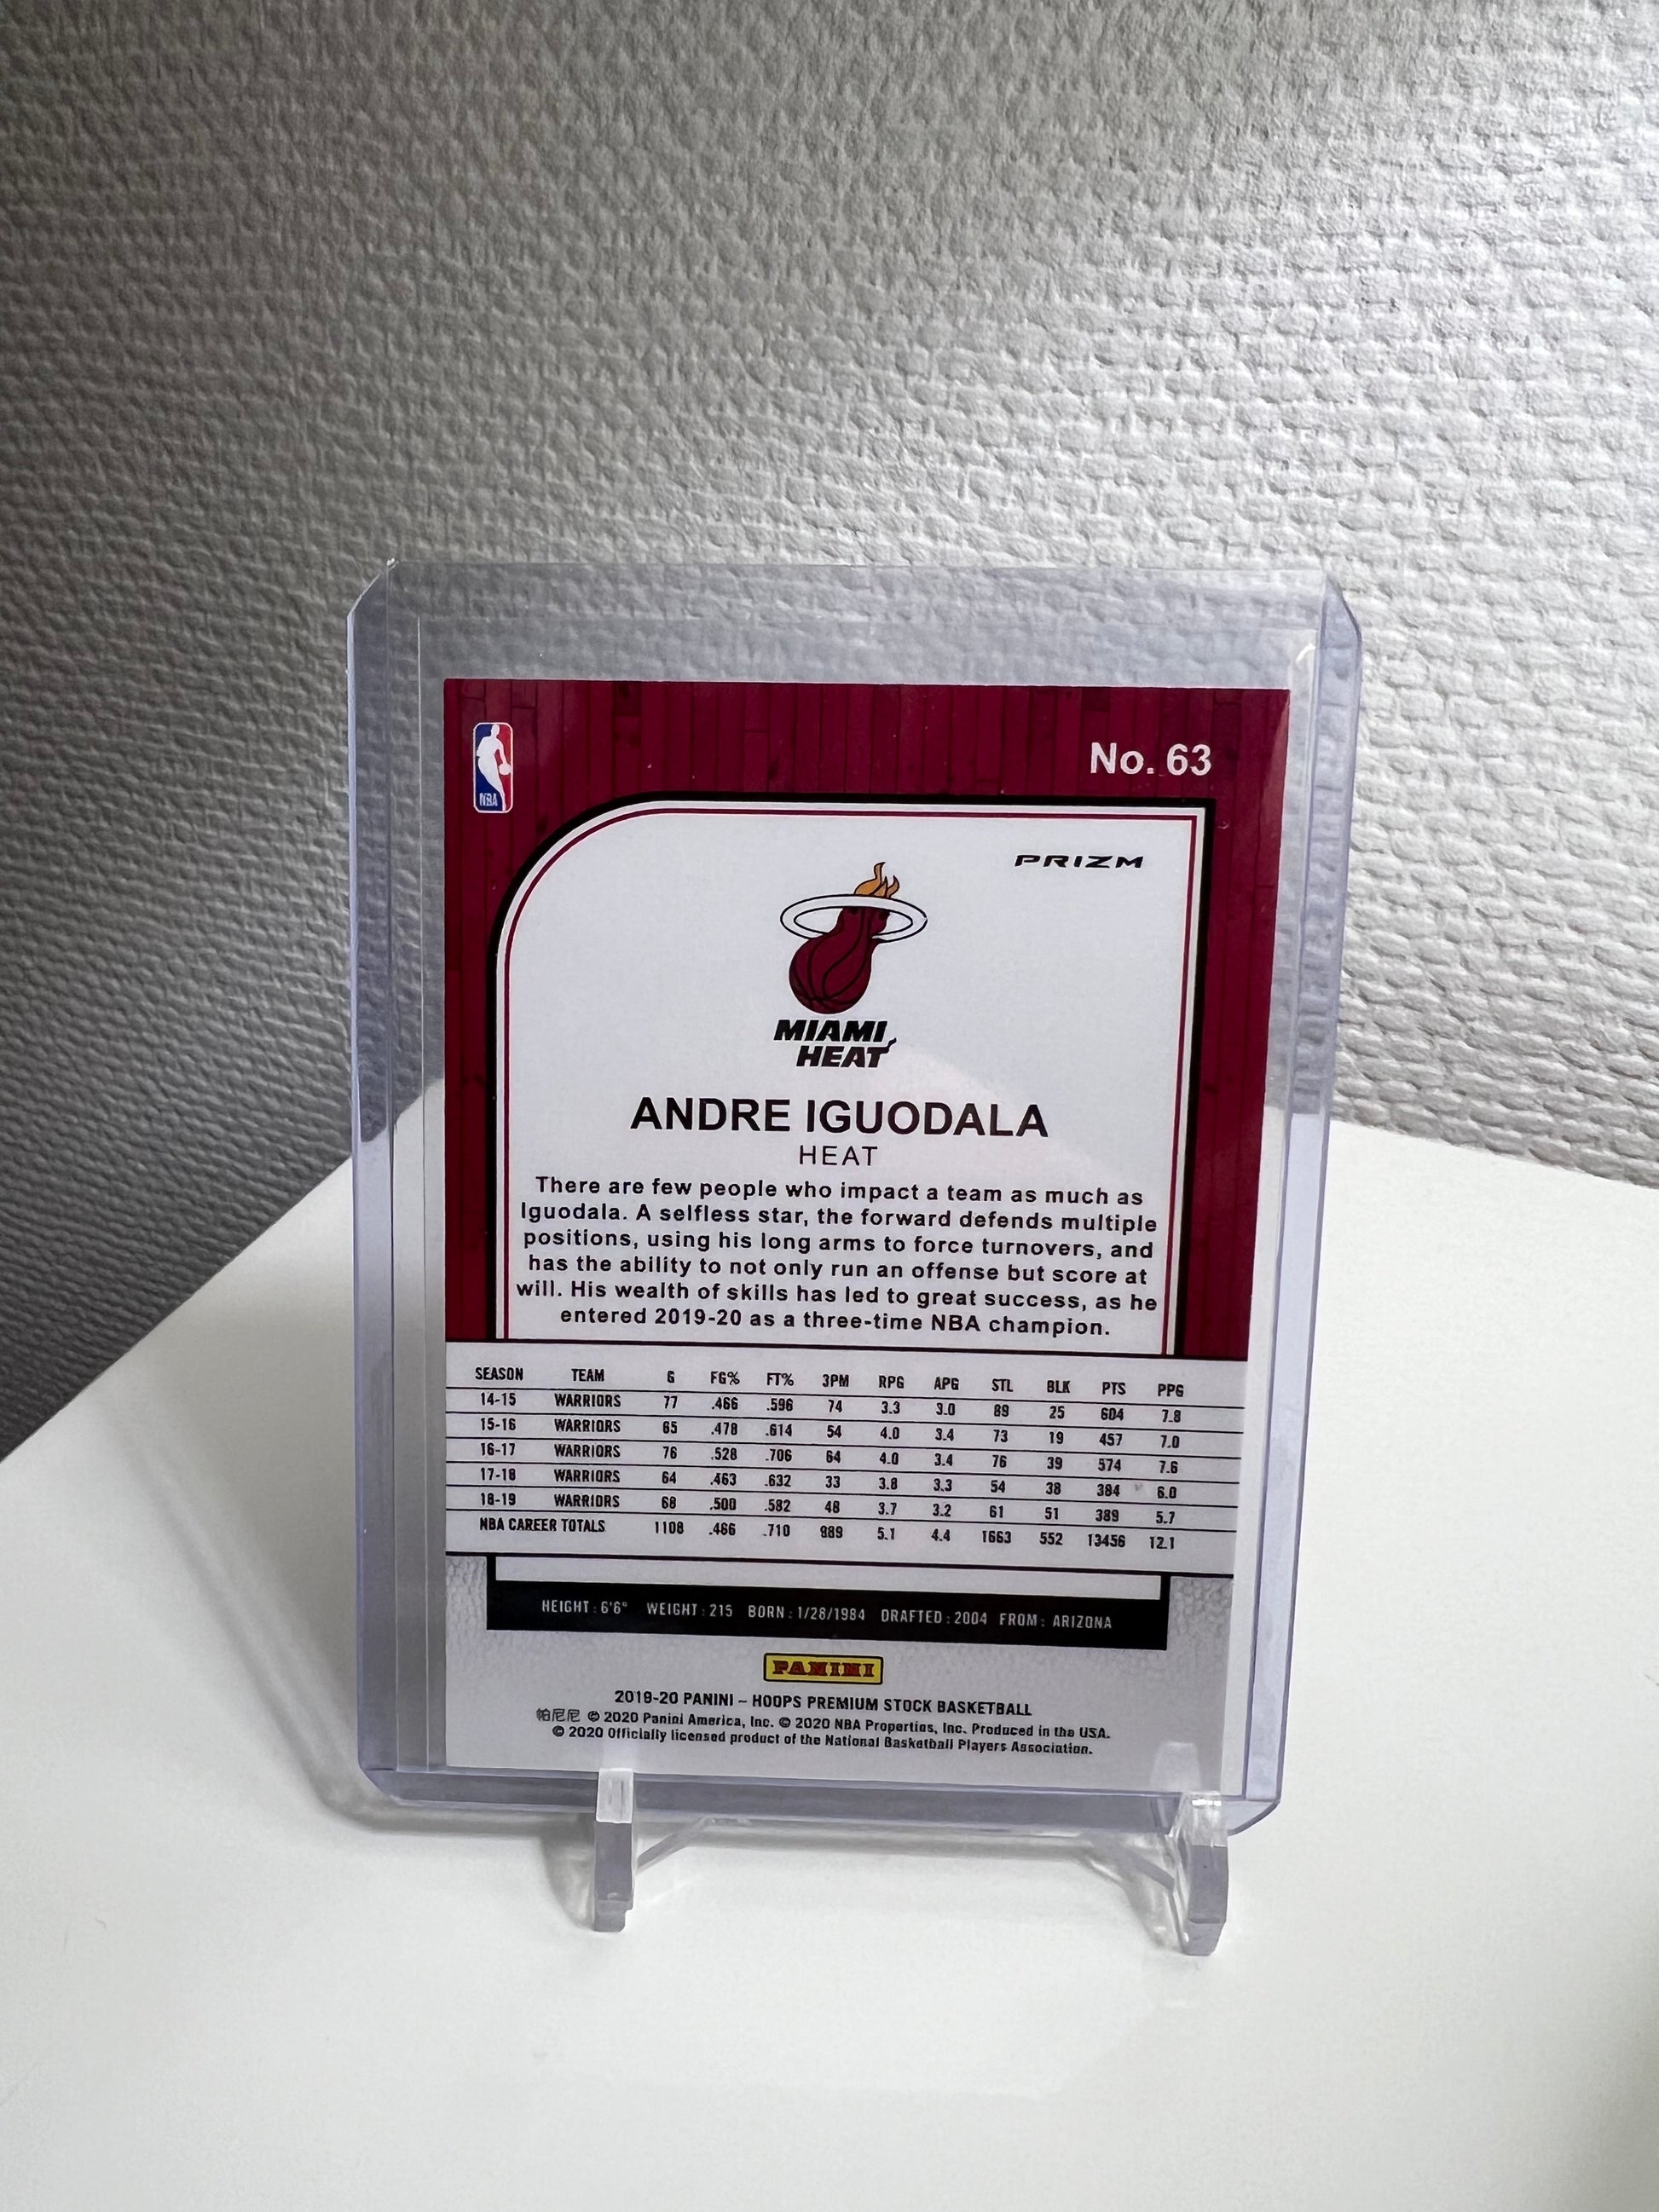 No. 63
NBA
PRIZM
MIAMI
HEAT
ANDRE IGUODALA
HEAT
There are few people who impact a team as much as
Iguodala. A selfless star, the forward defends multiple
positions, using his long arms to force turnovers, and
has the ability to not only run an offense but score at
will. His wealth of skills has led to great success, as he
entered 2019-20 as a three-time NBA champion.
SEASON TEAM G FG% FT% 3PM RPG APG STL BLK PTS PPG
14-15 WARRIORS 77 .466 .596 74 3.3 3.0 89 25 604 7.8
15-16 WARRIORS 65 .478 .614 54 4.0 3.4 73 19 457 7.0
16-17 WARRIORS 76 .528 .706 64 4.0 3.4 76 39 574 7.6
17-18 WARRIORS 64 .463 .632 33 3.8 3.3 54 38 384 6.0
18-19 WARRIORS 68 .500 .582 48 3.7 3.2 61 51 389 5.7
NBA CAREER TOTALS 1108 .466 .710 989 5.1 4.4 1663 552 13456 12.1
HEIGHT: 6'6" WEIGHT: 215 BORN: 1/28/1984 DRAFTED: 2004 FROM: ARIZONA
PANINI
2019-20 PANINI – HOOPS PREMIUM STOCK BASKETBALL
帕尼尼 © 2020 Panini America, Inc. © 2020 NBA Properties, Inc. Produced in the USA.
© 2020 Officially licensed product of the National Basketball Players Association.